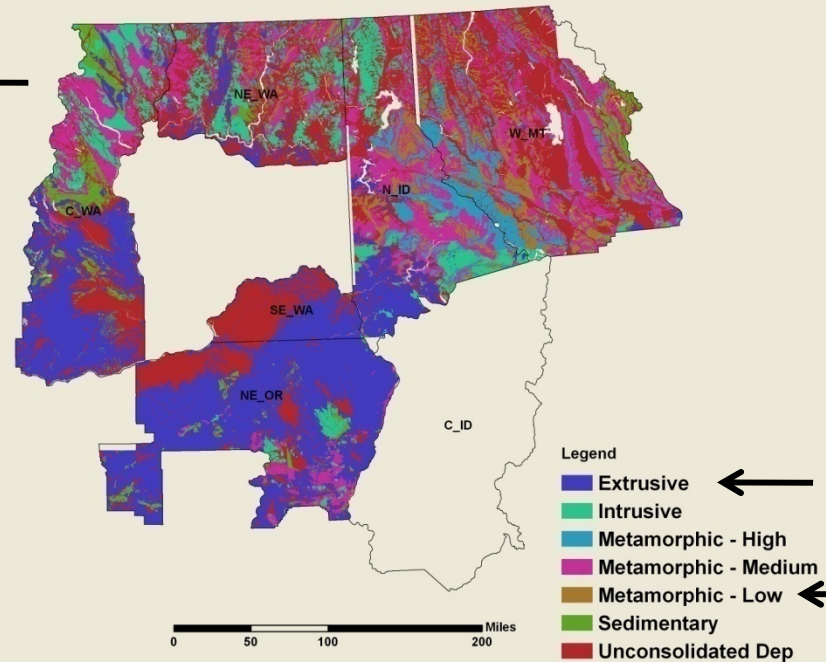 NE_WA
W_MT
N_ID
C_WA
SE_WA
NE_OR
C_ID
Legend
Extrusive
Intrusive
Metamorphic - High
Metamorphic - Medium
Metamorphic - Low
Sedimentary
Unconsolidated Dep
Miles
0 50 100 200